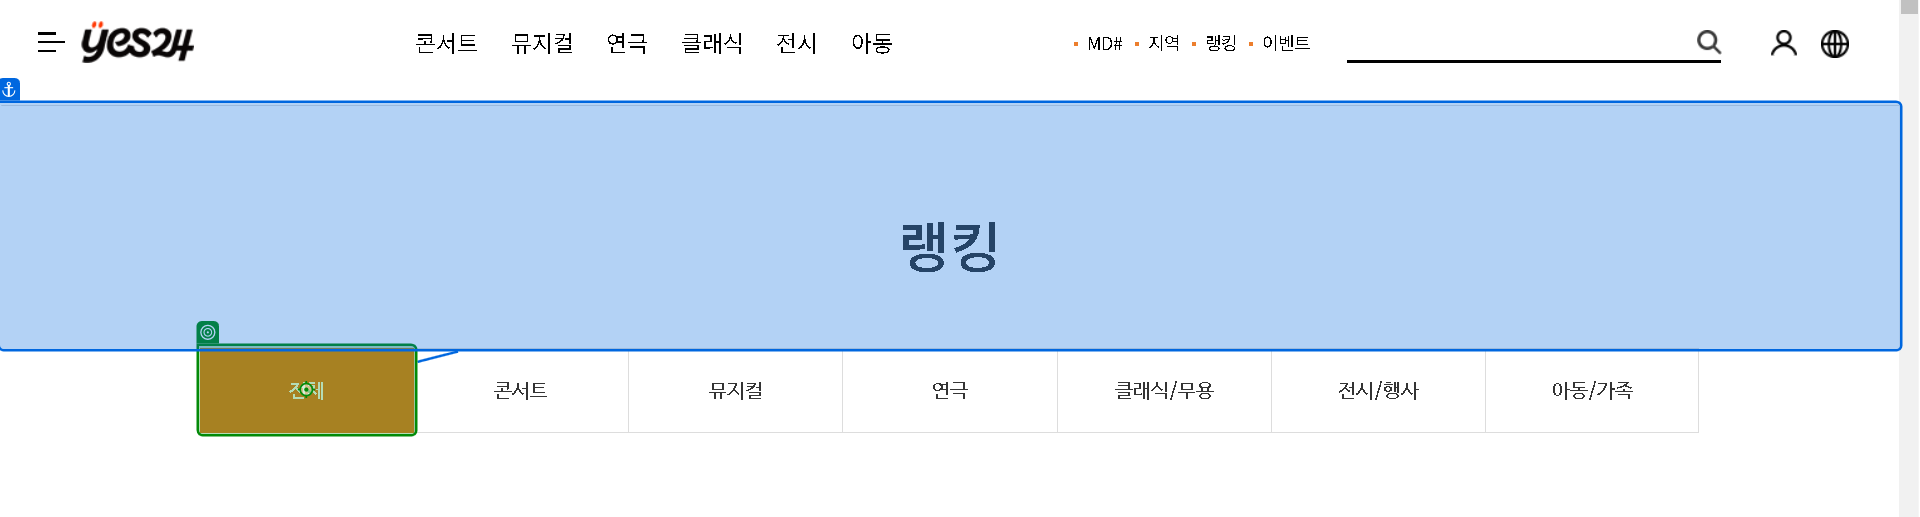 yes24
콘서트 뮤지컬 연극 클래식 전시 아동
MD# 지역 랭킹 이벤트
랭킹
전체 콘서트 뮤지컬 연극 클래식/무용 전시/행사 아동/가족